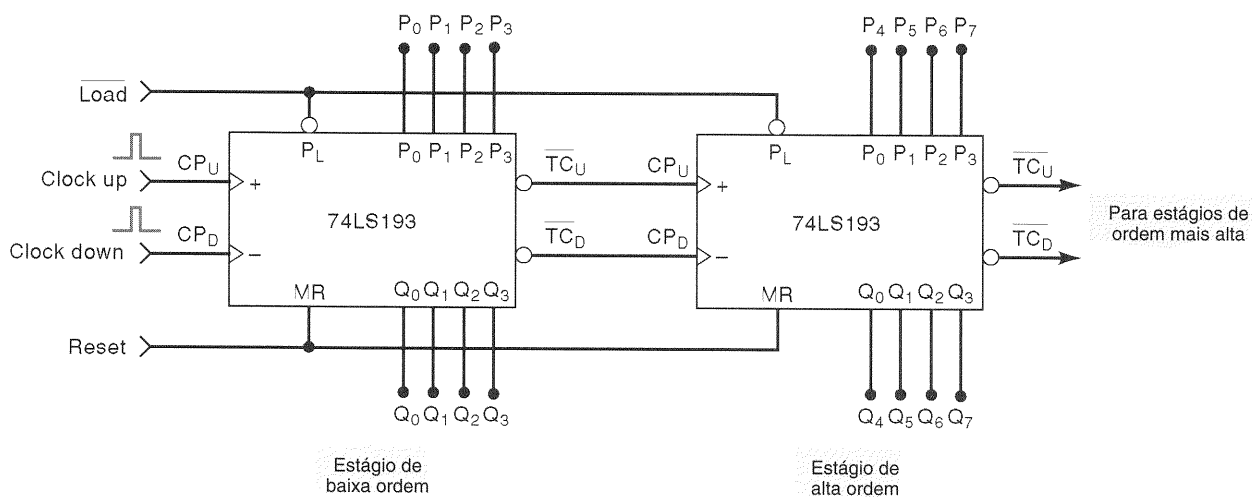 P0 P1 P2 P3
P4 P5 P6 P7
Load
PL
P0 P1 P2 P3
PL
P0 P1 P2 P3
Clock up
CPU
+
TCU
CPU
+
TCU
74LS193
74LS193
Para estágios de
ordem mais alta
Clock down
CPD
−
TCD
CPD
−
TCD
MR
Q0 Q1 Q2 Q3
MR
Q0 Q1 Q2 Q3
Reset
Q0 Q1 Q2 Q3
Q4 Q5 Q6 Q7
Estágio de
baixa ordem
Estágio de
alta ordem